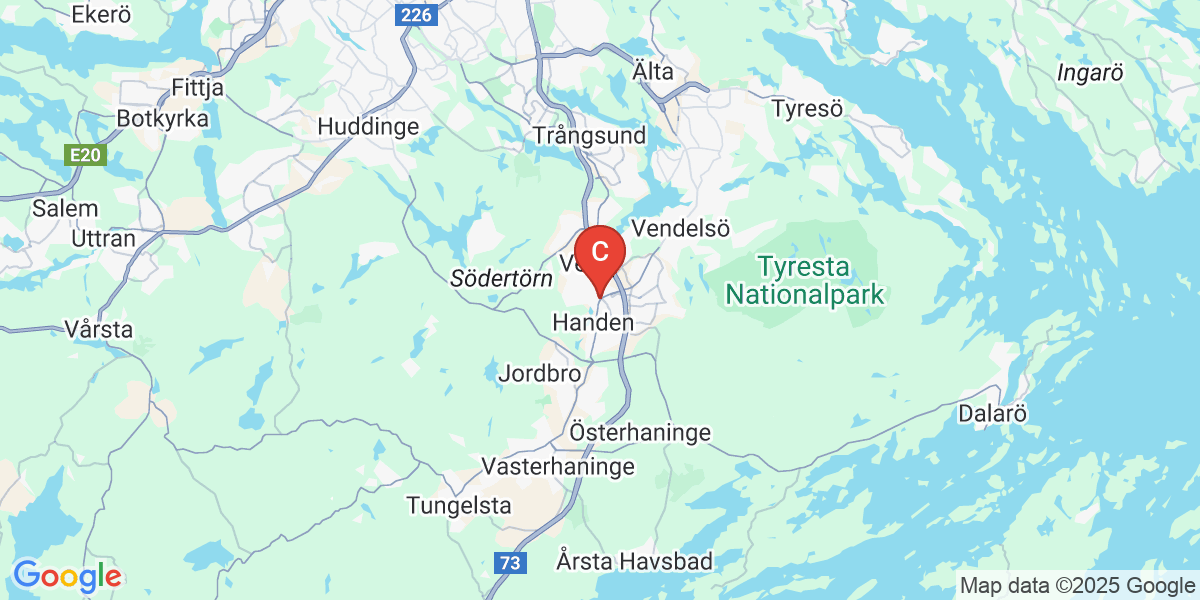 Ekerö
226
Fittja
Älta
Ingarö
Botkyrka
Tyresö
Huddinge
Trångsund
E20
Salem
Uttran
Vendelsö
C
Södertörn
Tyresta
Nationalpark
Handen
Vårsta
Jordbro
Dalarö
Österhaninge
Vasterhaninge
Tungelsta
73
Årsta Havsbad
Google
Map data ©2025 Google